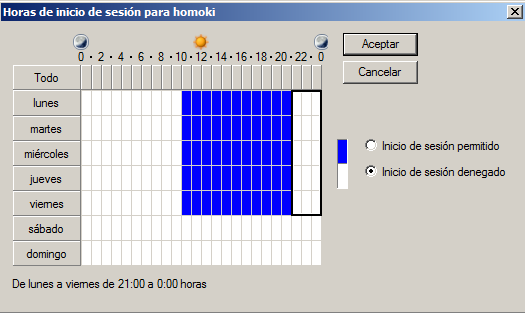 Horas de inicio de sesión para homoki
0 · 2 · 4 · 6 · 8 · 10 · 12 · 14 · 16 · 18 · 20 · 22 · 0
Aceptar
Cancelar
Todo
lunes
martes
miércoles
jueves
viernes
sábado
domingo
Inicio de sesión permitido
Inicio de sesión denegado
De lunes a viernes de 21:00 a 0:00 horas